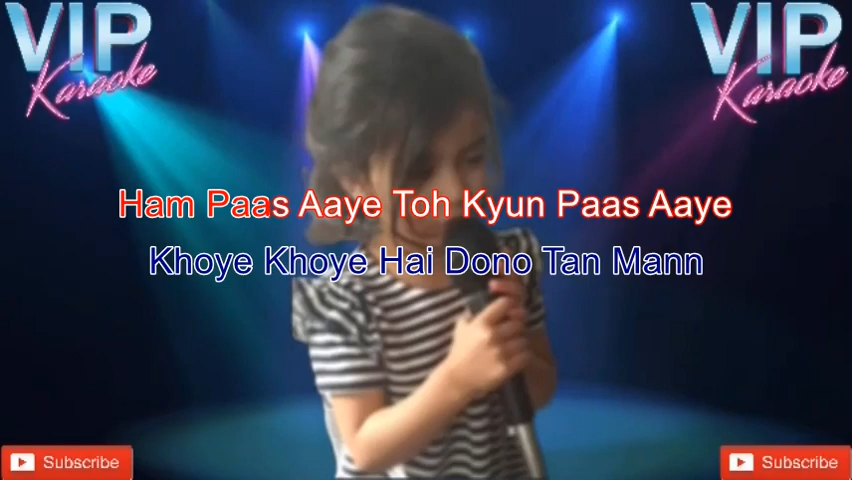 VIP VIP
Karaoke Karaoke
Ham Paas Aaye Toh Kyun Paas Aaye
Khoye Khoye Hai Dono Tan Mann
Subscribe Subscribe